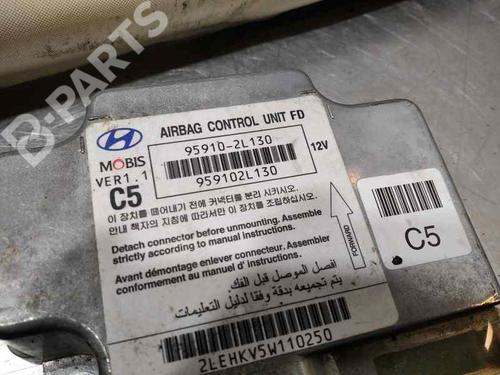 B-PARTS
AIRBAG CONTROL UNIT FD
MOBIS
95910-2L130
12V
VER1.1
959102L130
C5
이 장치를 떼어내기 전에 커넥터를 분리 시키시오.
안내 책자의 지침에 따라서만 이 장치를 조립하십시오.
Detach connector before unmounting. Assemble
strictly according to manual instructions.
Avant démontage enlever connecteur. Assembler
conformement au manuel d' instructions.
افصل الموصل قبل الفك
يتم تجميعه بدقة وفقا لدليل التعليمات
FORWARD
2LEHKV5W110250
C5